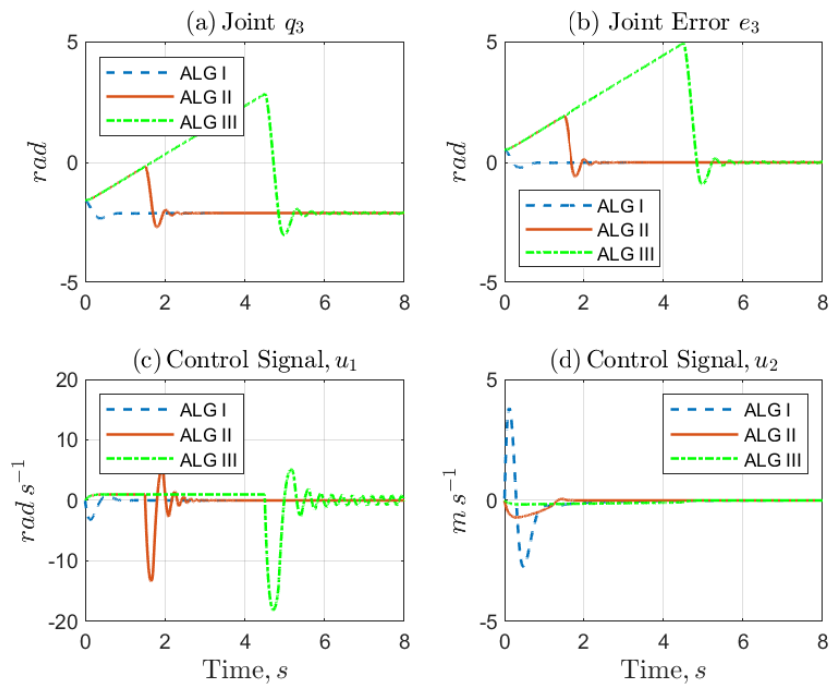 (a) Joint q₃
5
0
-5
rad
ALG I
ALG II
ALG III
0 2 4 6 8
(b) Joint Error e₃
5
0
-5
rad
ALG I
ALG II
ALG III
0 2 4 6 8
(c) Control Signal, u₁
20
10
0
-10
-20
rad s⁻¹
ALG I
ALG II
ALG III
0 2 4 6 8
Time, s
(d) Control Signal, u₂
5
0
-5
m s⁻¹
ALG I
ALG II
ALG III
0 2 4 6 8
Time, s